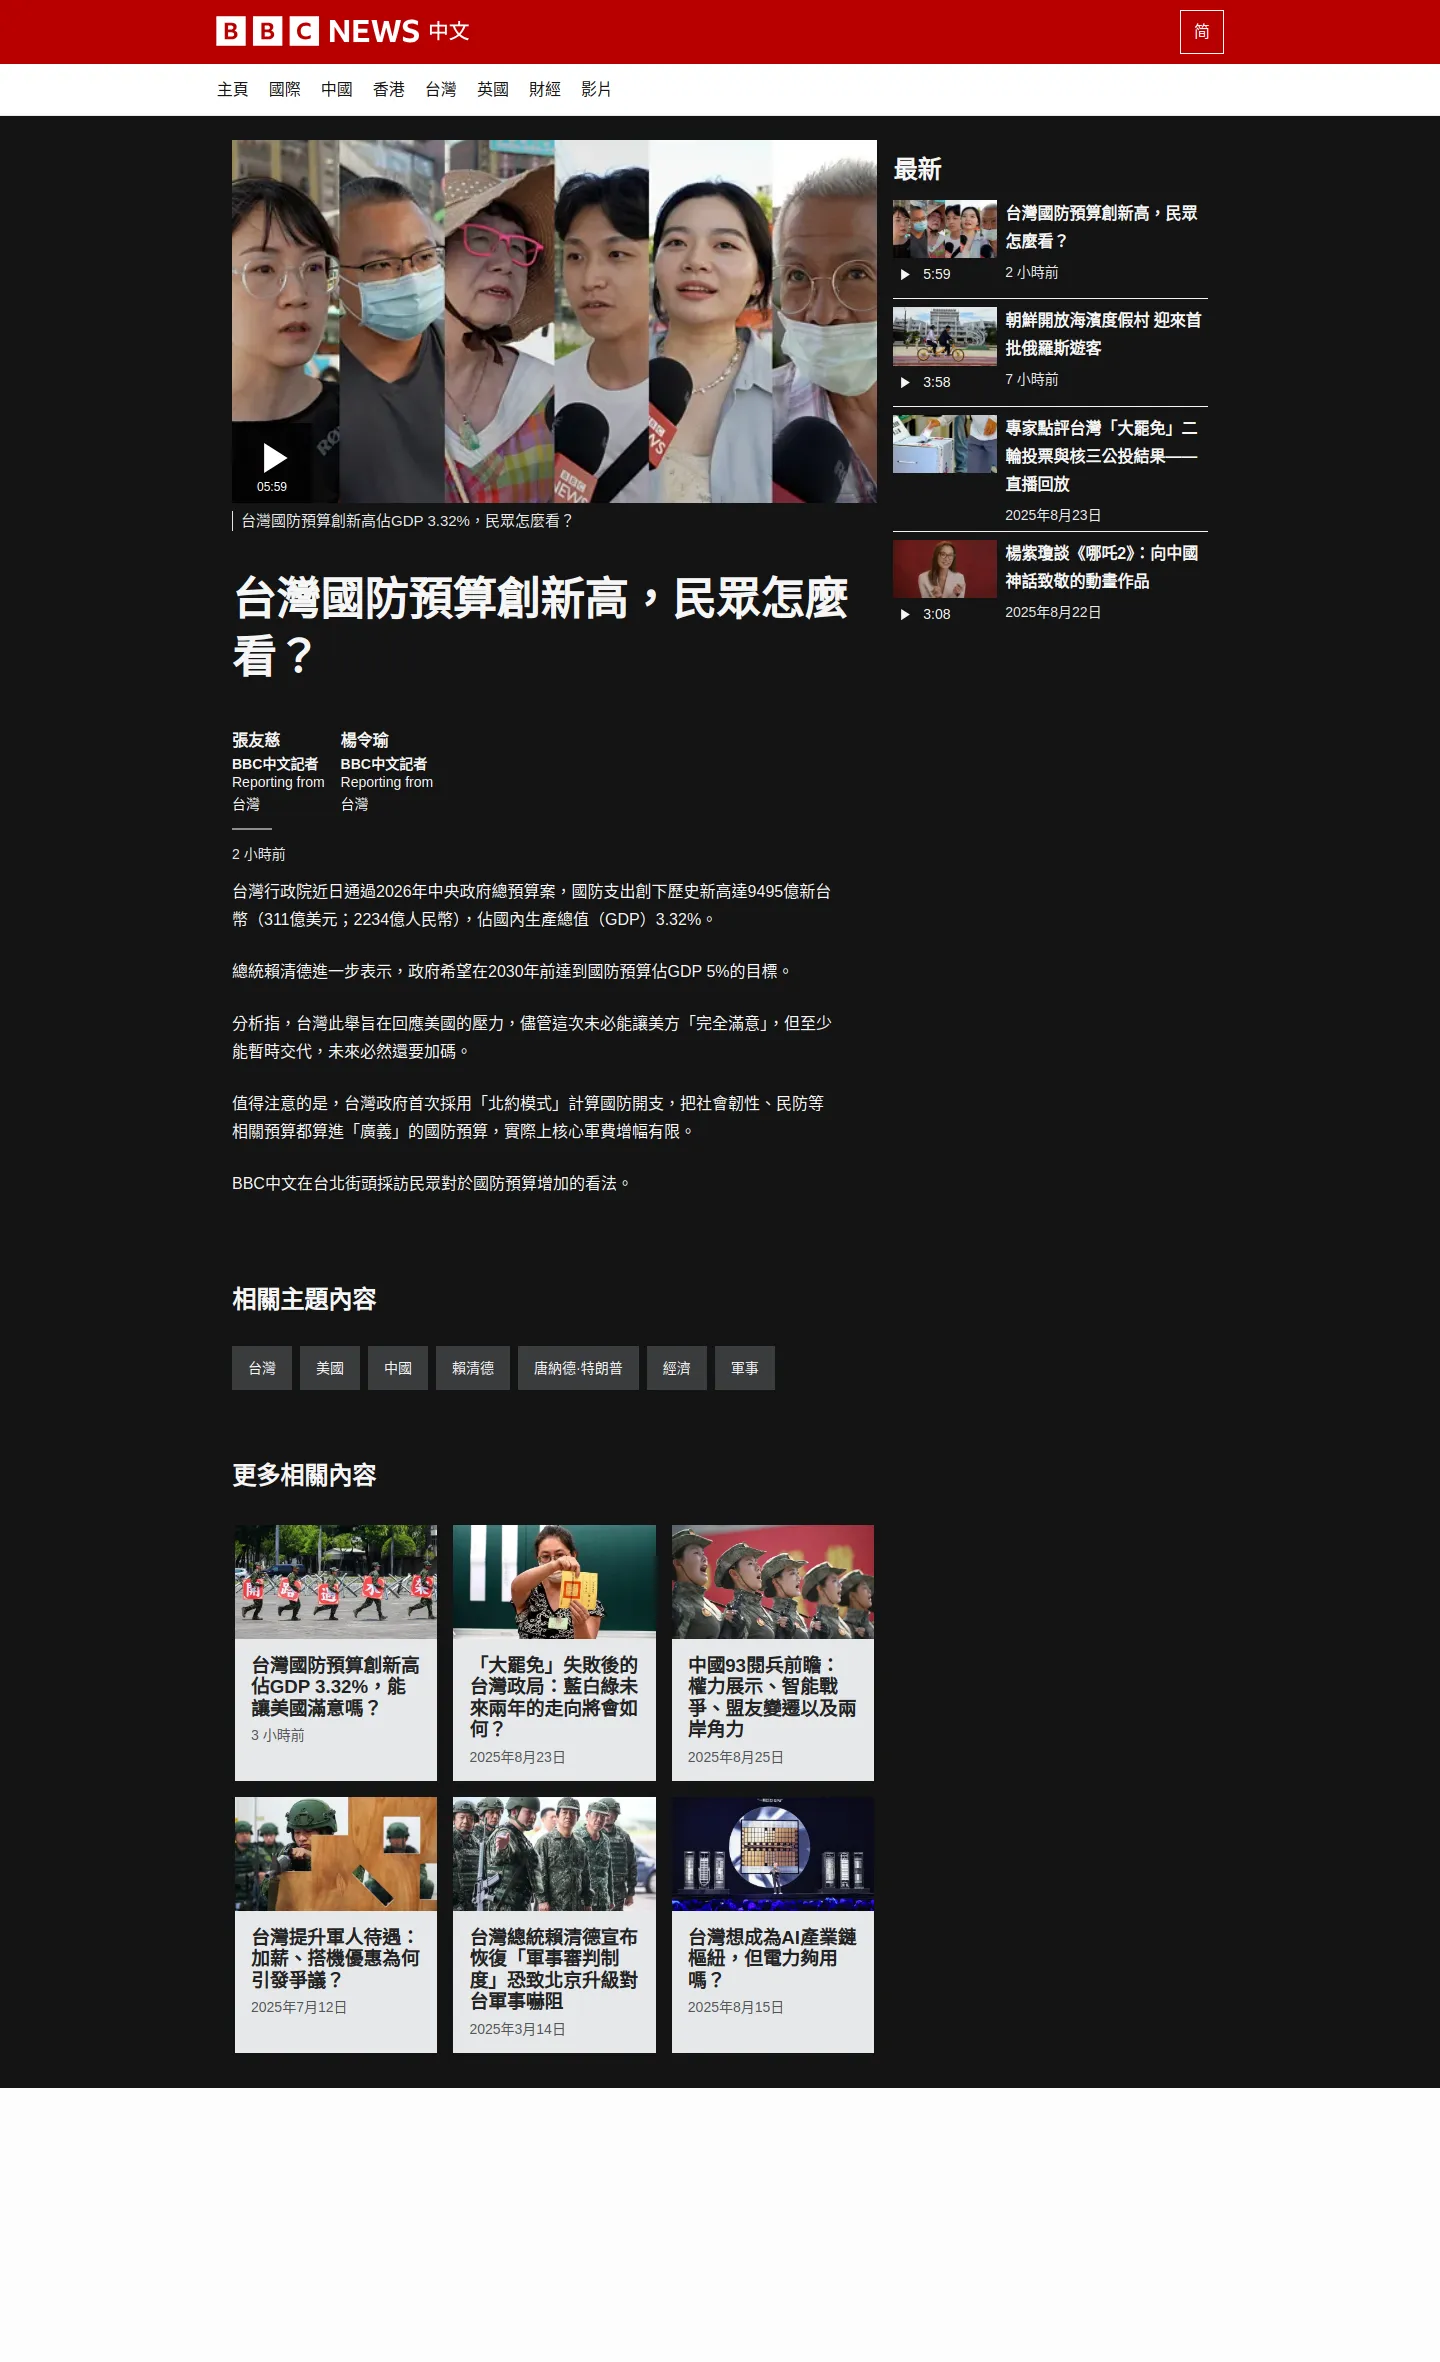 BBC NEWS 中文
简
主頁 國際 中國 香港 台灣 英國 財經 影片
05:59
台灣國防預算創新高佔GDP 3.32%，民眾怎麼看？
台灣國防預算創新高，民眾怎麼
看？
張友慈
BBC中文記者
Reporting from
台灣
楊令瑜
BBC中文記者
Reporting from
台灣
2 小時前
台灣行政院近日通過2026年中央政府總預算案，國防支出創下歷史新高達9495億新台
幣（311億美元；2234億人民幣），佔國內生產總值（GDP）3.32%。
總統賴清德進一步表示，政府希望在2030年前達到國防預算佔GDP 5%的目標。
分析指，台灣此舉旨在回應美國的壓力，儘管這次未必能讓美方「完全滿意」，但至少
能暫時交代，未來必然還要加碼。
值得注意的是，台灣政府首次採用「北約模式」計算國防開支，把社會韌性、民防等
相關預算都算進「廣義」的國防預算，實際上核心軍費增幅有限。
BBC中文在台北街頭採訪民眾對於國防預算增加的看法。
最新
台灣國防預算創新高，民眾
怎麼看？
5:59
2 小時前
朝鮮開放海濱度假村 迎來首
批俄羅斯遊客
3:58
7 小時前
專家點評台灣「大罷免」二
輪投票與核三公投結果——
直播回放
2025年8月23日
楊紫瓊談《哪吒2》：向中國
神話致敬的動畫作品
3:08
2025年8月22日
相關主題內容
台灣 美國 中國 賴清德 唐納德·特朗普 經濟 軍事
更多相關內容
台灣國防預算創新高
佔GDP 3.32%，能
讓美國滿意嗎？
3 小時前
「大罷免」失敗後的
台灣政局：藍白綠未
來兩年的走向將會如
何？
2025年8月23日
中國93閱兵前瞻：
權力展示、智能戰
爭、盟友變遷以及兩
岸角力
2025年8月25日
台灣提升軍人待遇：
加薪、搭機優惠為何
引發爭議？
2025年7月12日
台灣總統賴清德宣布
恢復「軍事審判制
度」恐致北京升級對
台軍事嚇阻
2025年3月14日
台灣想成為AI產業鏈
樞紐，但電力夠用
嗎？
2025年8月15日